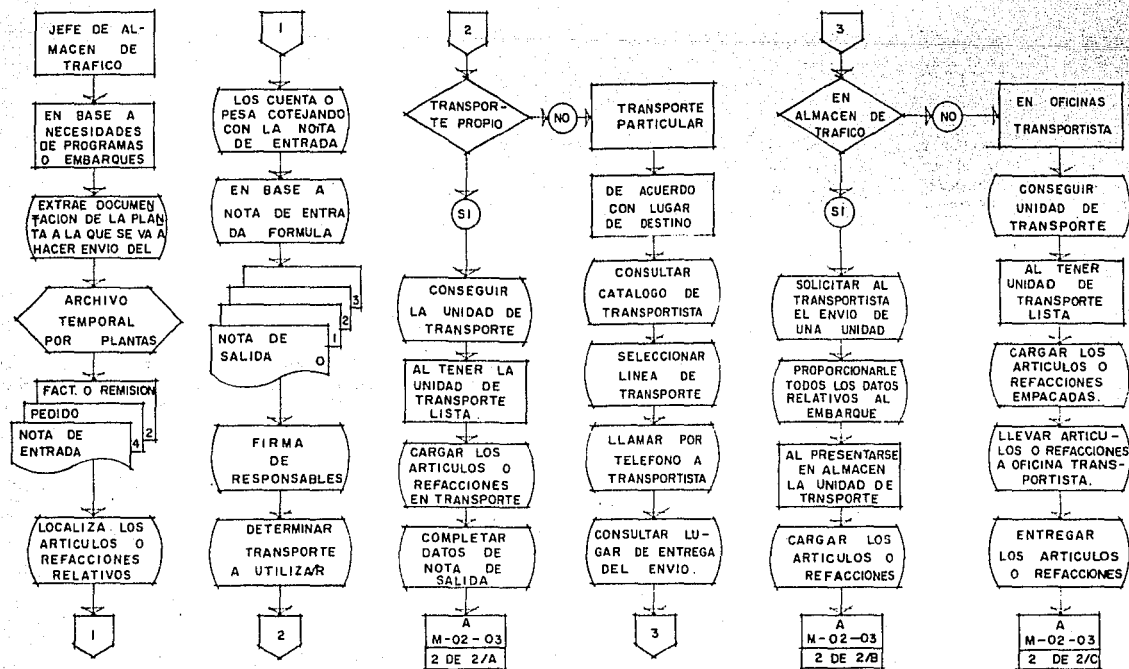 JEFE DE AL-
MACEN DE
TRAFICO
EN BASE A
NECESIDADES
DE PROGRAMAS
O EMBARQUES
EXTRAE DOCUMEN
TACION DE LA PLAN
TA A LA QUE SE VA A
HACER ENVIO DEL
ARCHIVO
TEMPORAL
POR PLANTAS
FACT. O REMISION
PEDIDO
2
NOTA DE
ENTRADA
4
LOCALIZA LOS
ARTICULOS O
REFACCIONES
RELATIVOS
1
1
LOS CUENTA O
PESA COTEJANDO
CON LA NOTA
DE ENTRADA
EN BASE A
NOTA DE ENTRA
DA FORMULA
3
2
1
NOTA DE
SALIDA
0
FIRMA
DE
RESPONSABLES
DETERMINAR
TRANSPORTE
A UTILIZAR
2
2
TRANSPOR-
TE PROPIO
NO
SI
CONSEGUIR
LA UNIDAD DE
TRANSPORTE
AL TENER LA
UNIDAD DE
TRANSPORTE
LISTA.
CARGAR LOS
ARTICULOS O
REFACCIONES
EN TRANSPORTE
COMPLETAR
DATOS DE
NOTA DE
SALIDA
A
M-02-03
2 DE 2/A
TRANSPORTE
PARTICULAR
DE ACUERDO
CON LUGAR
DE DESTINO
CONSULTAR
CATALOGO DE
TRANSPORTISTA
SELECCIONAR
LINEA DE
TRANSPORTE
LLAMAR POR
TELEFONO A
TRANSPORTISTA
CONSULTAR LU-
GAR DE ENTREGA
DEL ENVIO.
3
3
EN
ALMACEN DE
TRAFICO
NO
SI
SOLICITAR AL
TRANSPORTISTA
EL ENVIO DE
UNA UNIDAD
PROPORCIONARLE
TODOS LOS DATOS
RELATIVOS AL
EMBARQUE
AL PRESENTARSE
EN ALMACEN
LA UNIDAD DE
TRNSPORTE
CARGAR LOS
ARTICULOS O
REFACCIONES
A
M-02-03
2 DE 2/B
EN OFICINAS
TRANSPORTISTA
CONSEGUIR
UNIDAD DE
TRANSPORTE
AL TENER
UNIDAD DE
TRANSPORTE
LISTA
CARGAR LOS
ARTICULOS O
REFACCIONES
EMPACADAS.
LLEVAR ARTICU-
LOS O REFACCIONES
A OFICINA TRANS-
PORTISTA.
ENTREGAR
LOS ARTICULOS
O REFACCIONES
A
M-02-03
2 DE 2/C